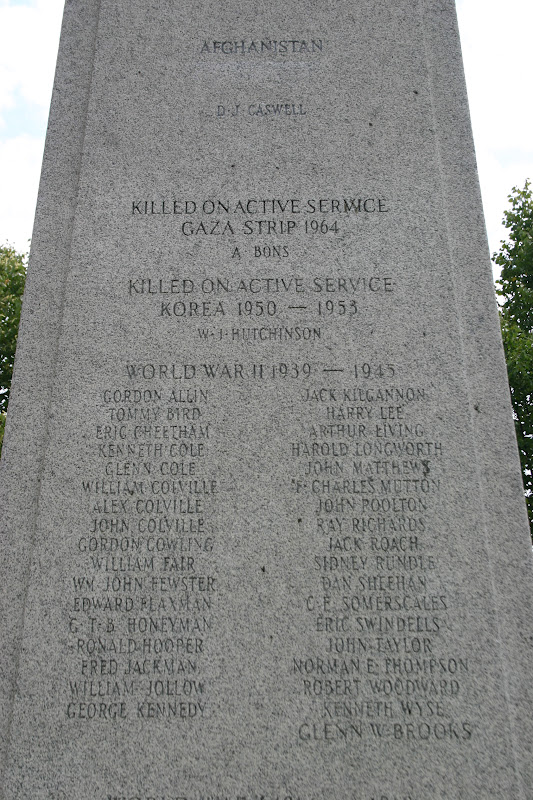 AFGHANISTAN
D·J·CASWELL
KILLED ON ACTIVE SERVICE
GAZA STRIP 1964
A BONS
KILLED ON ACTIVE SERVICE
KOREA 1950 — 1953
W·J·HUTCHINSON
WORLD WAR II 1939 — 1945
GORDON ALLIN
TOMMY BIRD
ERIC CHEETHAM
KENNETH COLE
GLENN COLE
WILLIAM COLVILLE
ALEX COLVILLE
JOHN COLVILLE
GORDON COWLING
WILLIAM FAIR
WM. JOHN FEWSTER
EDWARD FLAXMAN
G·T·B· HONEYMAN
RONALD HOOPER
FRED JACKMAN
WILLIAM JOLLOW
GEORGE KENNEDY
JACK KILGANNON
HARRY LEE
ARTHUR LIVING
HAROLD LONGWORTH
JOHN MATTHEWS
F· CHARLES MUTTON
JOHN POOLTON
RAY RICHARDS
JACK ROACH
SIDNEY RUNDLE
DAN SHEEHAN
C·E· SOMERSCALES
ERIC SWINDELLS
JOHN TAYLOR
NORMAN E· THOMPSON
ROBERT WOODWARD
KENNETH WYSE
GLENN W·BROOKS
WORLD WAR